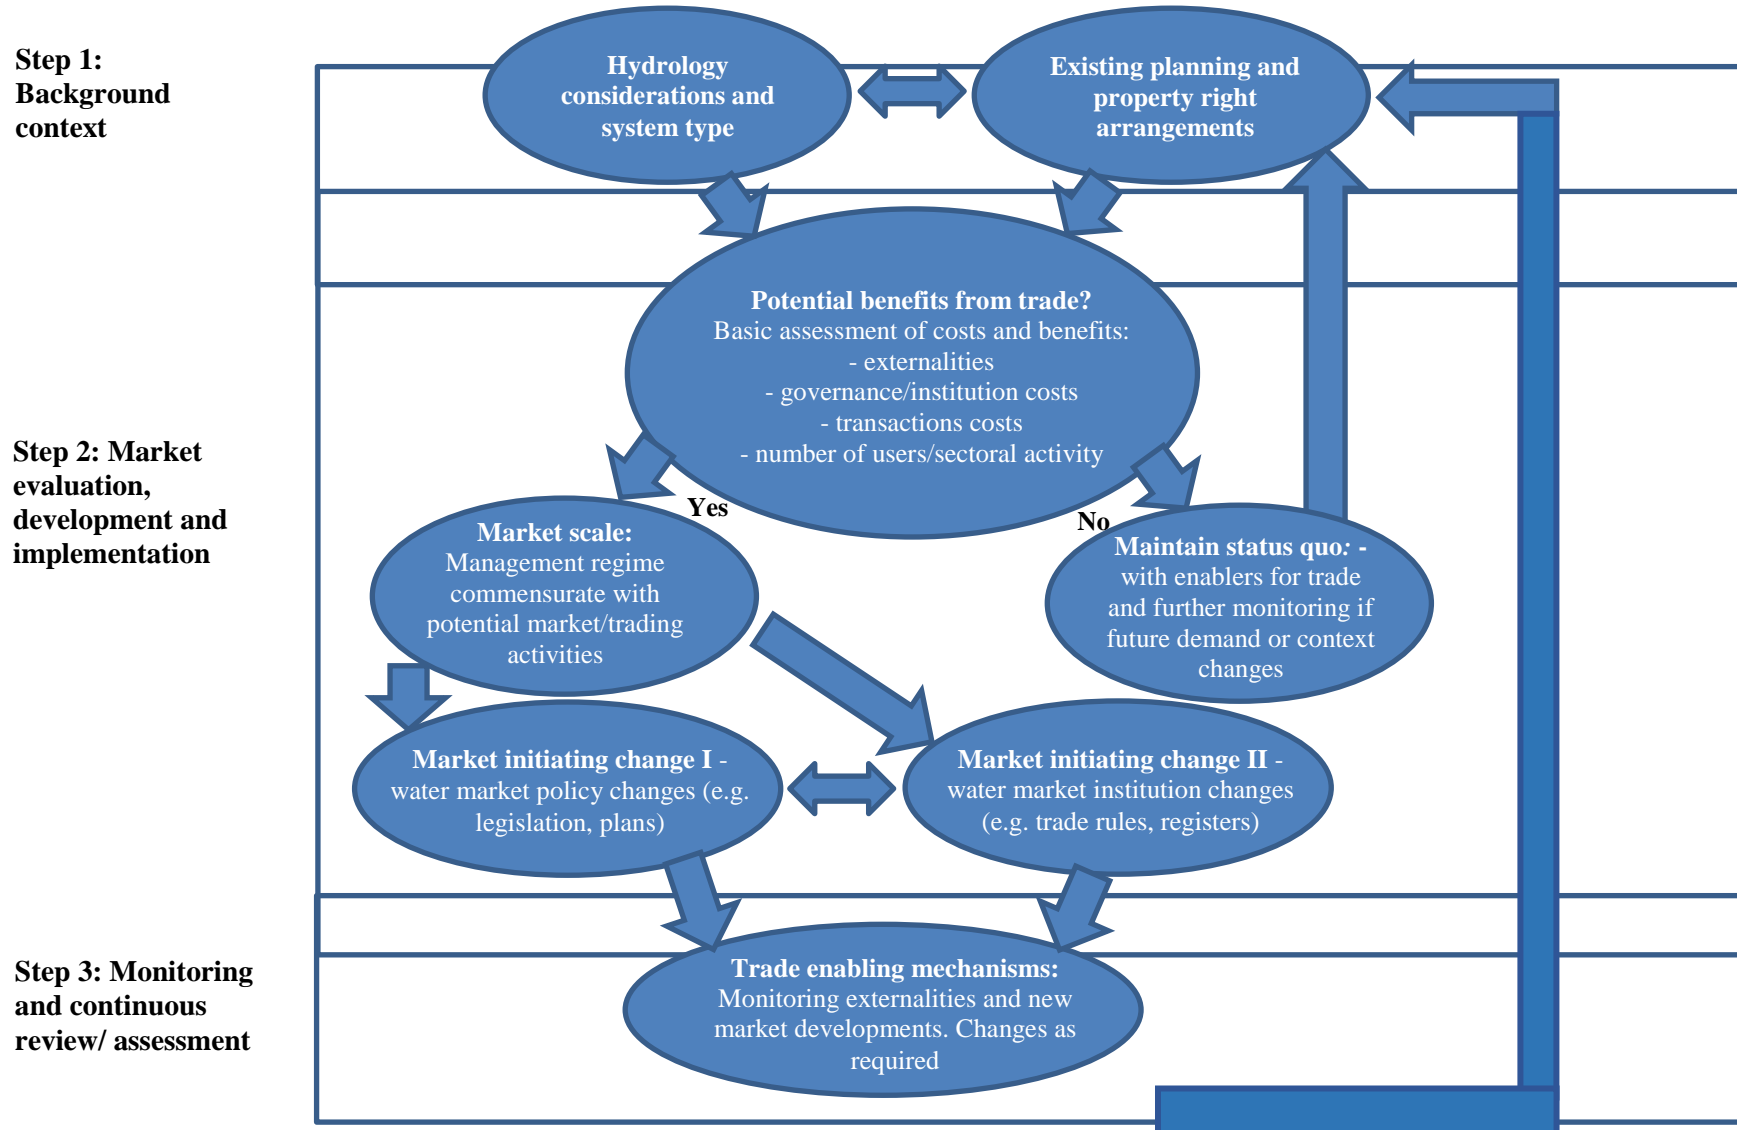 Step 1:
Background
context
Hydrology
considerations and
system type
Existing planning and
property right
arrangements
Step 2: Market
evaluation,
development and
implementation
Potential benefits from trade?
Basic assessment of costs and benefits:
- externalities
- governance/institution costs
- transactions costs
- number of users/sectoral activity
Yes
No
Market scale:
Management regime
commensurate with
potential market/trading
activities
Maintain status quo: -
with enablers for trade
and further monitoring if
future demand or context
changes
Market initiating change I -
water market policy changes (e.g.
legislation, plans)
Market initiating change II -
water market institution changes
(e.g. trade rules, registers)
Step 3: Monitoring
and continuous
review/ assessment
Trade enabling mechanisms:
Monitoring externalities and new
market developments. Changes as
required